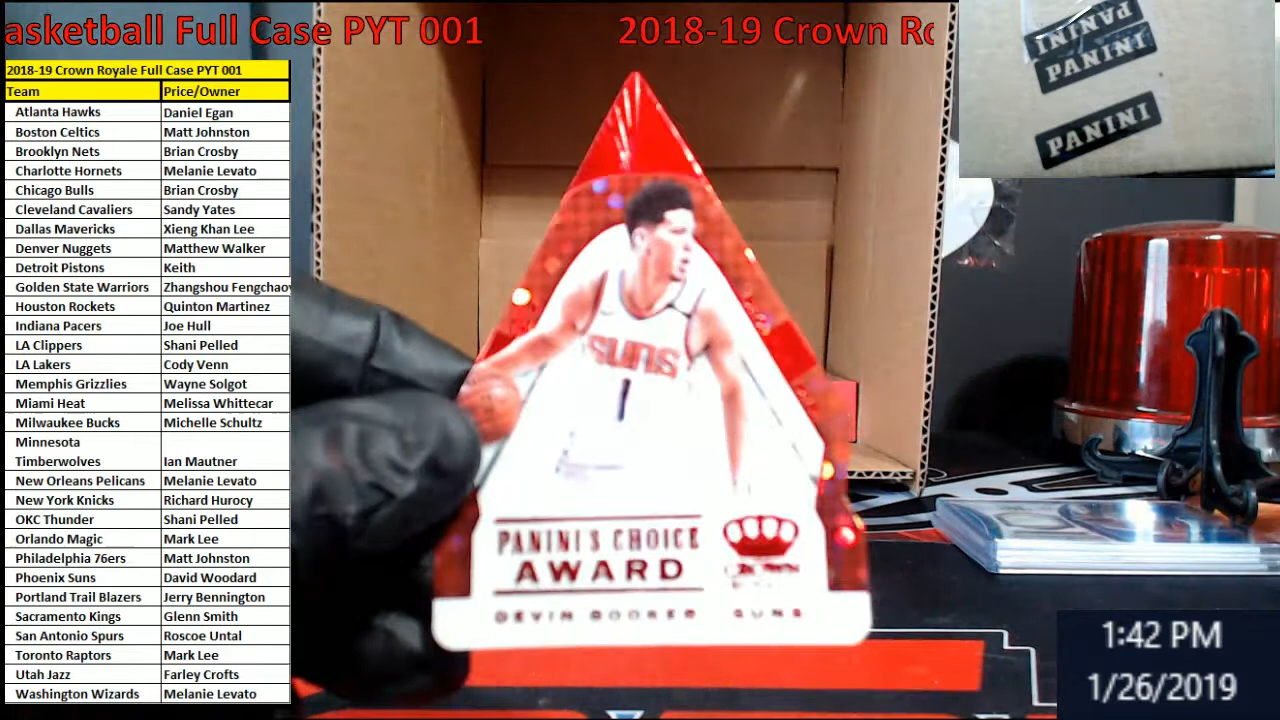 asketball Full Case PYT 001 2018-19 Crown Ro
2018-19 Crown Royale Full Case PYT 001
Team Price/Owner
Atlanta Hawks Daniel Egan
Boston Celtics Matt Johnston
Brooklyn Nets Brian Crosby
Charlotte Hornets Melanie Levato
Chicago Bulls Brian Crosby
Cleveland Cavaliers Sandy Yates
Dallas Mavericks Xieng Khan Lee
Denver Nuggets Matthew Walker
Detroit Pistons Keith
Golden State Warriors Zhangshou Fengchaov
Houston Rockets Quinton Martinez
Indiana Pacers Joe Hull
LA Clippers Shani Pelled
LA Lakers Cody Venn
Memphis Grizzlies Wayne Solgot
Miami Heat Melissa Whittecar
Milwaukee Bucks Michelle Schultz
Minnesota
Timberwolves Ian Mautner
New Orleans Pelicans Melanie Levato
New York Knicks Richard Hurocy
OKC Thunder Shani Pelled
Orlando Magic Mark Lee
Philadelphia 76ers Matt Johnston
Phoenix Suns David Woodard
Portland Trail Blazers Jerry Bennington
Sacramento Kings Glenn Smith
San Antonio Spurs Roscoe Untal
Toronto Raptors Mark Lee
Utah Jazz Farley Crofts
Washington Wizards Melanie Levato
SUNS
1
PANINI'S CHOICE
AWARD
CROWN
DEVIN BOOKER SUNS
PANINI
PANINI
PANINI
1:42 PM
1/26/2019